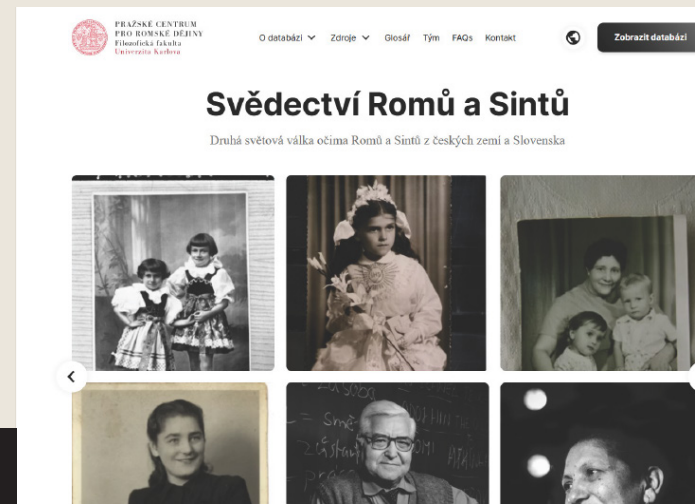 PRAŽSKÉ CENTRUM
PRO ROMSKÉ DĚJINY
Filozofická fakulta
Univerzita Karlova
O databázi
Zdroje
Glosář
Tým
FAQs
Kontakt
Zobrazit databázi
Svědectví Romů a Sintů
Druhá světová válka očima Romů a Sintů z českých zemí a Slovenska